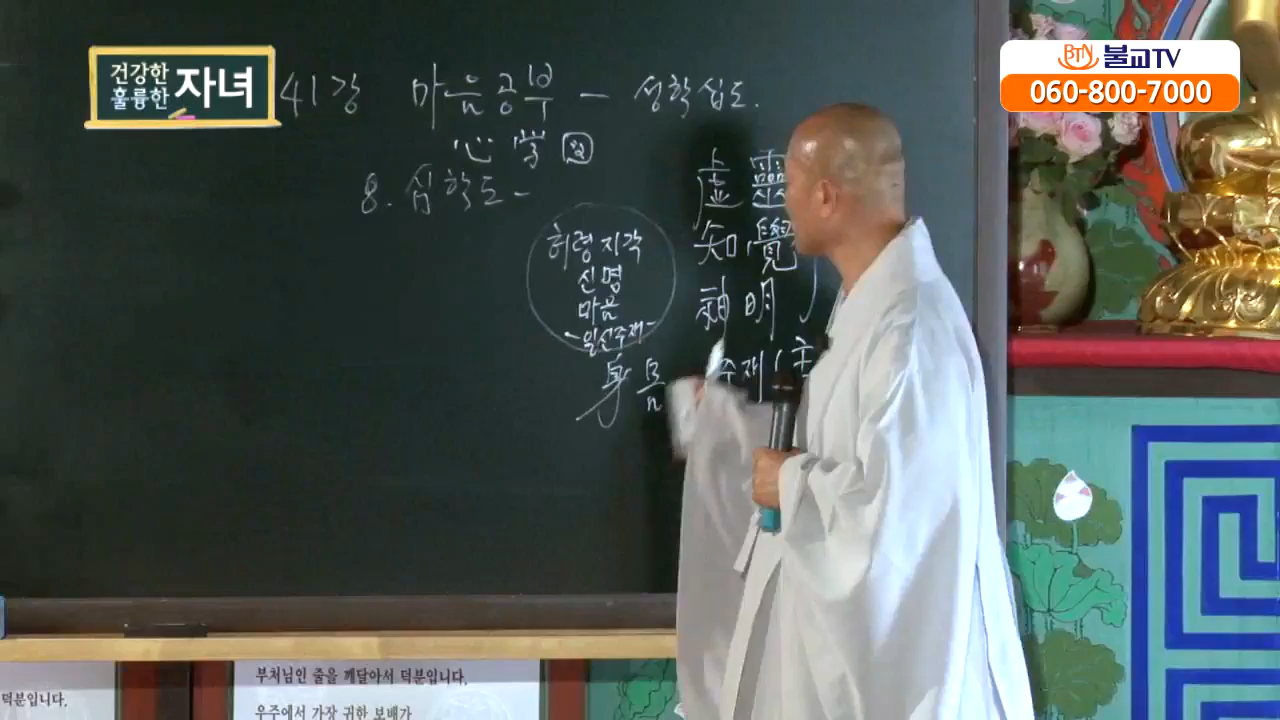 건강한
훌륭한 자녀
BTN 불교TV
060-800-7000
41강 마음공부 - 성학십도.
心學
8. 심학도 -
허령지각
신명
마음
-일신주재-
身 몸
虛靈
知覺
神明
주재(主
덕분입니다.
부처님인 줄을 깨달아서 덕분입니다.
우주에서 가장 귀한 보배가